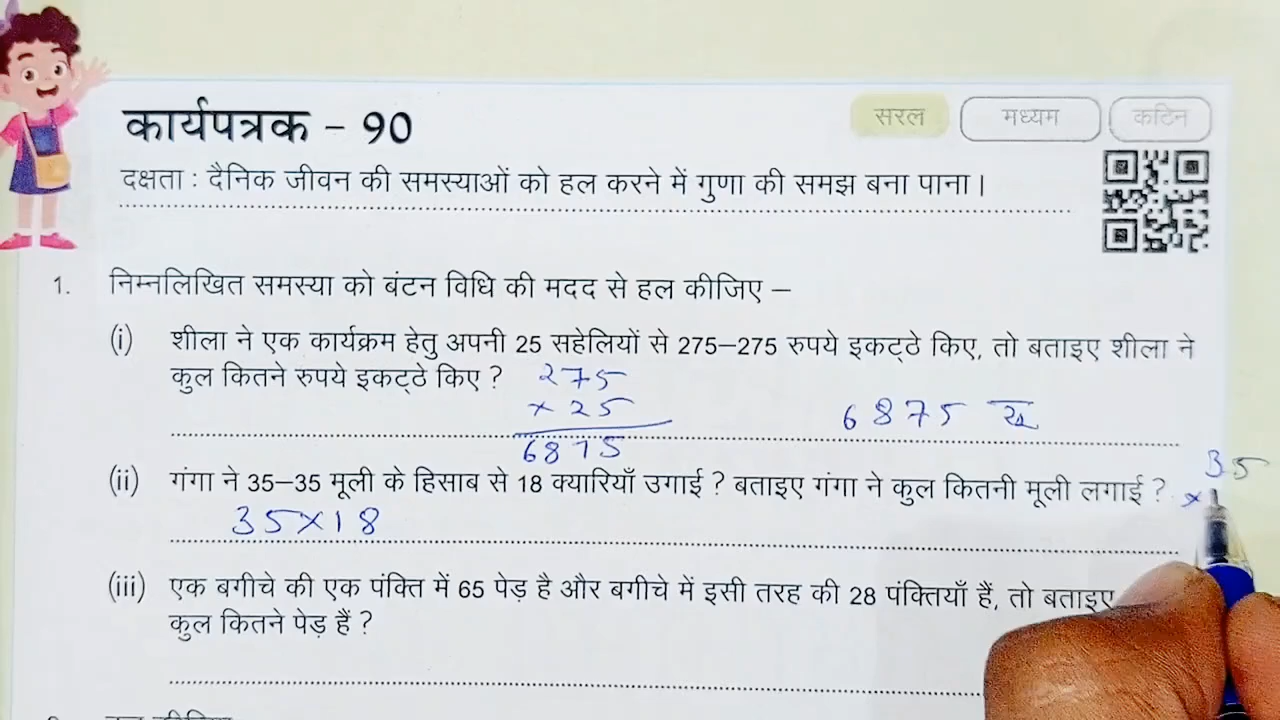 कार्यपत्रक – 90
सरल मध्यम कठिन
दक्षता : दैनिक जीवन की समस्याओं को हल करने में गुणा की समझ बना पाना।
1. निम्नलिखित समस्या को बंटन विधि की मदद से हल कीजिए –
(i) शीला ने एक कार्यक्रम हेतु अपनी 25 सहेलियों से 275–275 रुपये इकट्ठे किए, तो बताइए शीला ने
कुल कितने रुपये इकट्ठे किए ?
275
× 25
6875
6875 रु
(ii) गंगा ने 35–35 मूली के हिसाब से 18 क्यारियाँ उगाई ? बताइए गंगा ने कुल कितनी मूली लगाई ?
35
×
35×18
(iii) एक बगीचे की एक पंक्ति में 65 पेड़ है और बगीचे में इसी तरह की 28 पंक्तियाँ हैं, तो बताइए
कुल कितने पेड़ हैं ?